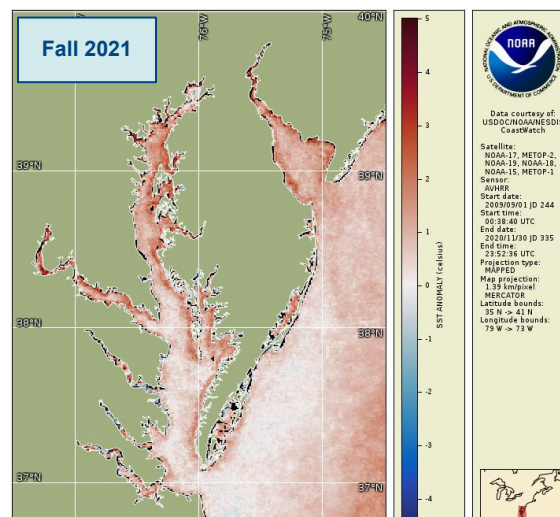 Fall 2021
76°W
75°W
40°N
39°N
39°N
38°N
38°N
37°N
37°N
5
4
3
2
1
0
-1
-2
-3
-4
SST ANOMALY (celsius)
NATIONAL OCEANIC AND ATMOSPHERIC ADMINISTRATION
NOAA
U.S. DEPARTMENT OF COMMERCE
Data courtesy of:
USDOC/NOAA/NESDIS
CoastWatch
Satellite:
NOAA-17, METOP-2,
NOAA-19, NOAA-18,
NOAA-15, METOP-1
Sensor:
AVHRR
Start date:
2009/09/01 JD 244
Start time:
00:38:40 UTC
End date:
2020/11/30 JD 335
End time:
23:52:36 UTC
Projection type:
MAPPED
Map projection:
1.39 km/pixel
MERCATOR
Latitude bounds:
35 N -> 41 N
Longitude bounds:
79 W -> 73 W